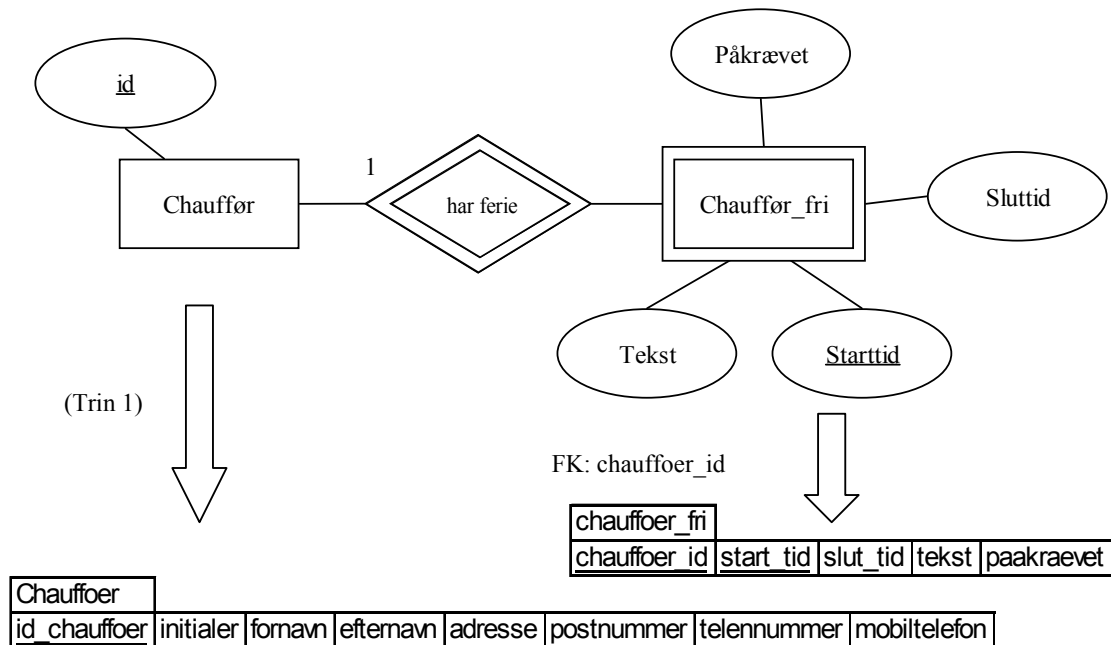 Påkrævet
id
1
Chauffør
har ferie
Chauffør_fri
Sluttid
Tekst
Starttid
(Trin 1)
FK: chauffoer_id
chauffoer_fri
chauffoer_id start_tid slut_tid tekst paakraevet
Chauffoer
id_chauffoer initialer fornavn efternavn adresse postnummer telennummer mobiltelefon